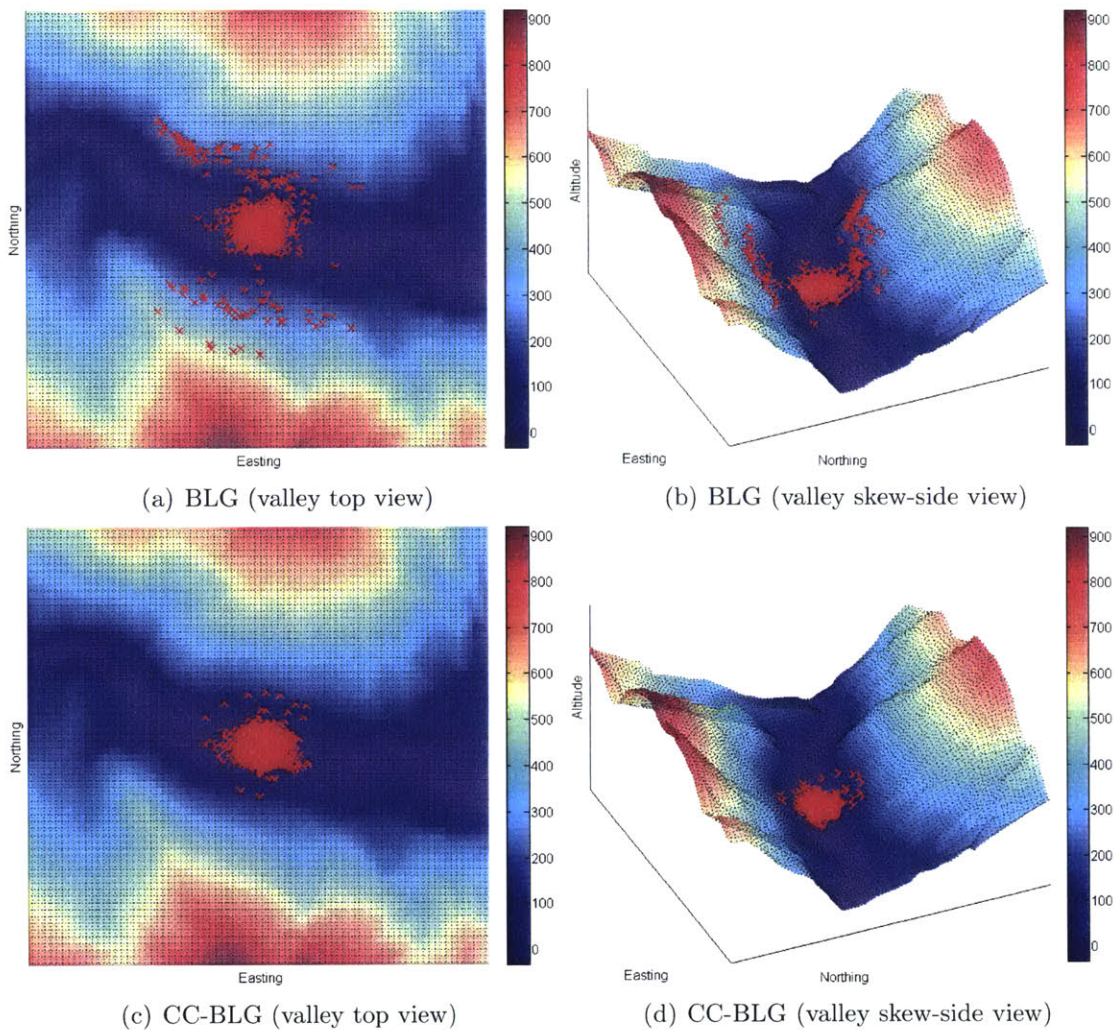 900
800
700
600
500
400
300
200
100
0
Northing
Easting
(a) BLG (valley top view)
900
800
700
600
500
400
300
200
100
0
Altitude
Easting
Northing
(b) BLG (valley skew-side view)
900
800
700
600
500
400
300
200
100
0
Northing
Easting
(c) CC-BLG (valley top view)
900
800
700
600
500
400
300
200
100
0
Altitude
Easting
Northing
(d) CC-BLG (valley skew-side view)